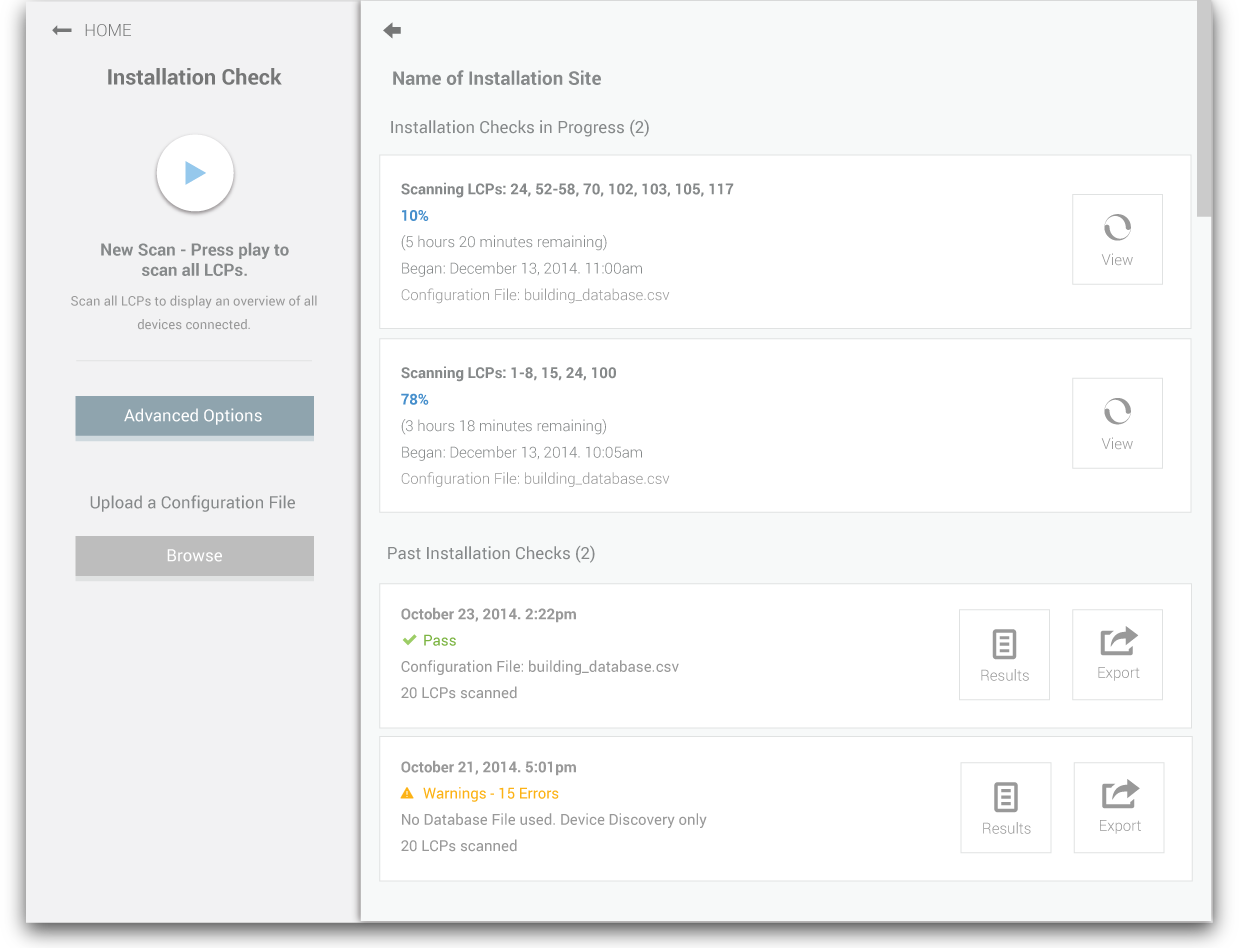 HOME
Installation Check
New Scan - Press play to
scan all LCPs.
Scan all LCPs to display an overview of all
devices connected.
Advanced Options
Upload a Configuration File
Browse
Name of Installation Site
Installation Checks in Progress (2)
Scanning LCPs: 24, 52-58, 70, 102, 103, 105, 117
10%
(5 hours 20 minutes remaining)
Began: December 13, 2014. 11:00am
Configuration File: building_database.csv
View
Scanning LCPs: 1-8, 15, 24, 100
78%
(3 hours 18 minutes remaining)
Began: December 13, 2014. 10:05am
Configuration File: building_database.csv
View
Past Installation Checks (2)
October 23, 2014. 2:22pm
Pass
Configuration File: building_database.csv
20 LCPs scanned
Results
Export
October 21, 2014. 5:01pm
Warnings - 15 Errors
No Database File used. Device Discovery only
20 LCPs scanned
Results
Export